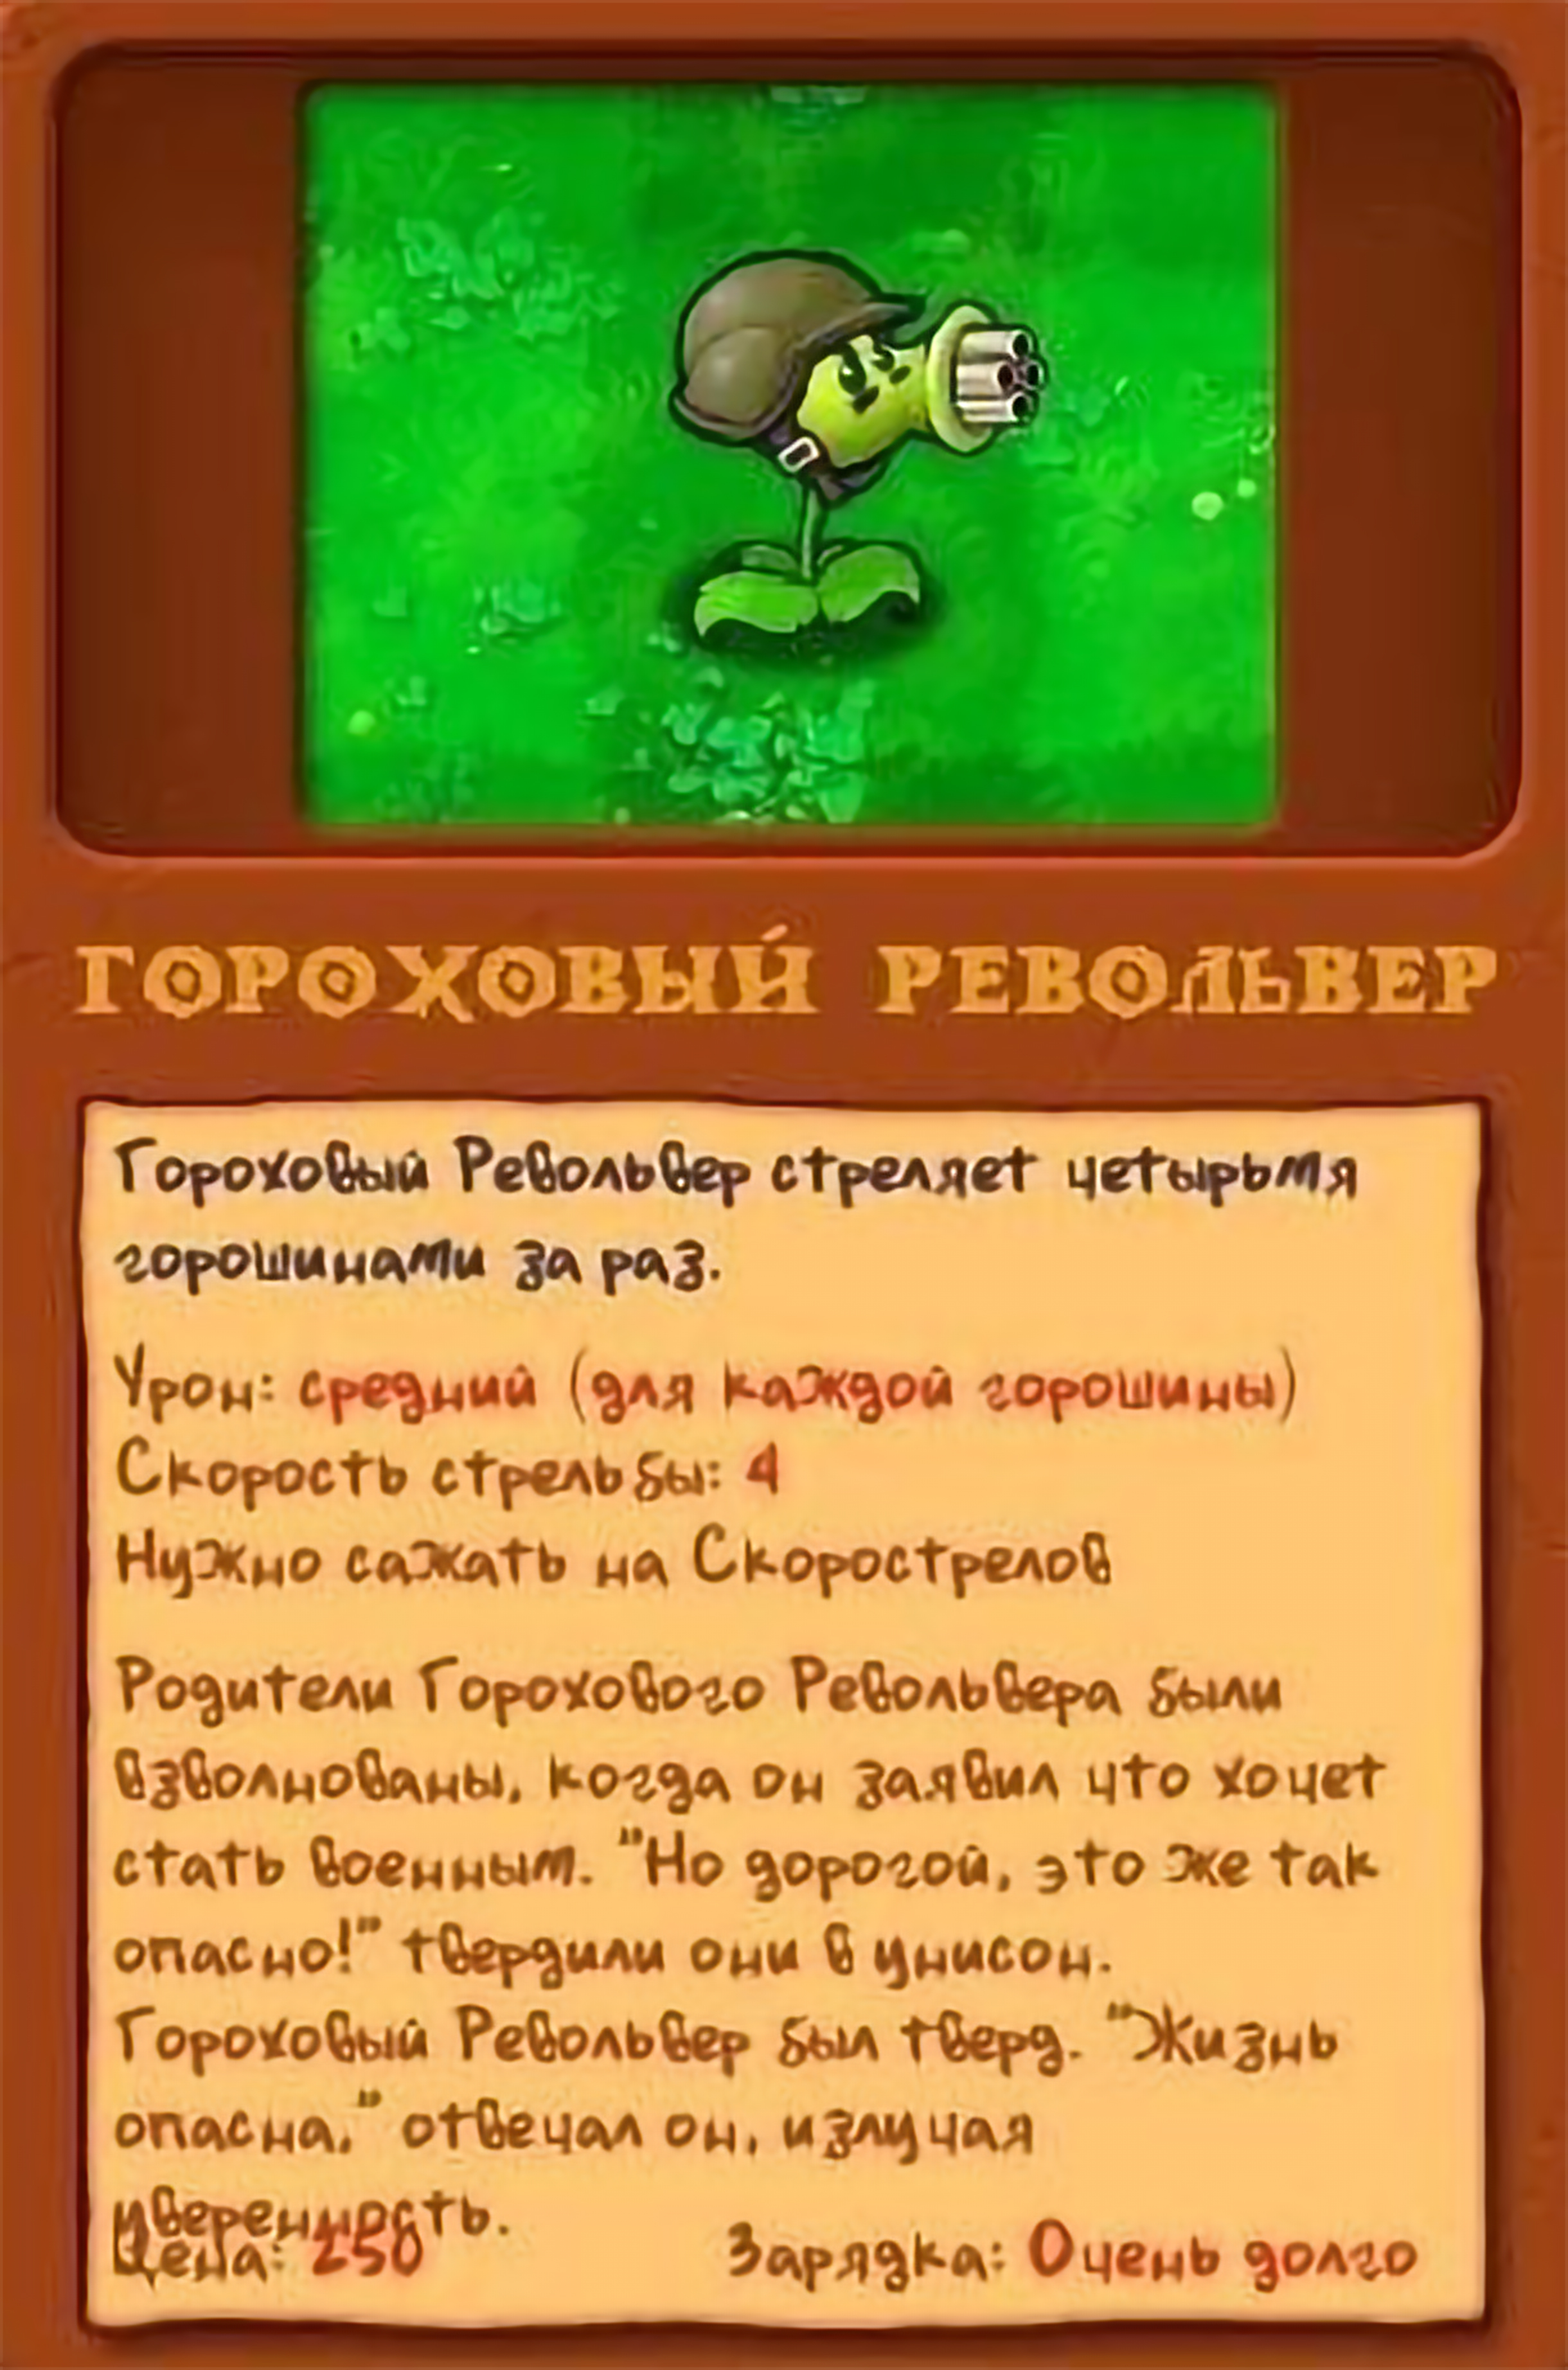 ГОРОХОВЫЙ РЕВОЛЬВЕР
Гороховый Револьвер стреляет четырьмя
горошинами за раз.
Урон: средний (для каждой горошины)
Скорость стрельбы: 4
Нужно сажать на Скорострелов
Родители Горохового Револьвера были
взволнованы, когда он заявил что хочет
стать военным. "Но дорогой, это же так
опасно!" твердили они в унисон.
Гороховый Револьвер был тверд. "Жизнь
опасна," отвечал он, излучая
уверенность.
Цена: 250 Зарядка: Очень долго